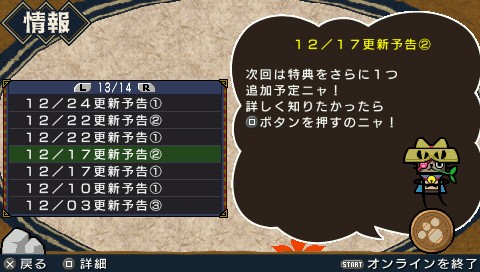 情報
L 13/14 R
12/24更新予告①
12/22更新予告②
12/22更新予告①
12/17更新予告②
12/17更新予告①
12/10更新予告①
12/03更新予告③
12/17更新予告②
次回は特典をさらに1つ
追加予定ニャ!
詳しく知りたかったら
□ボタンを押すのニャ!
×戻る □詳細
START オンラインを終了